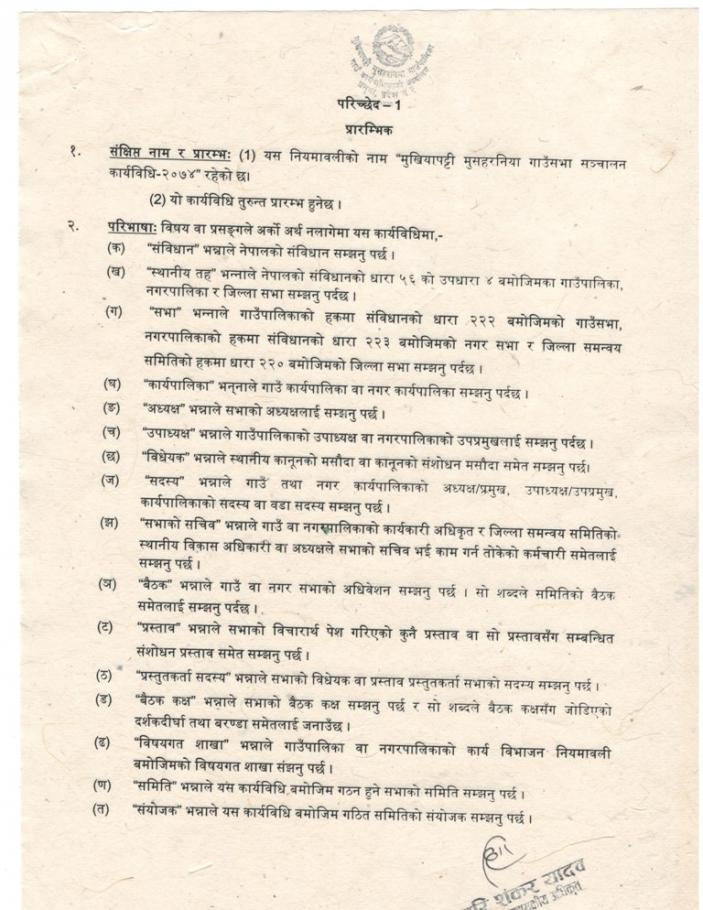 परिच्छेद–1
प्रारम्भिक
१. संक्षिप्त नाम र प्रारम्भः (1) यस नियमावलीको नाम “मुखियापट्टी मुसहरनिया गाउँसभा सञ्चालन
कार्यविधि-२०७४” रहेको छ।
(2) यो कार्यविधि तुरुन्त प्रारम्भ हुनेछ ।
२. परिभाषाः विषय वा प्रसङ्गले अर्को अर्थ नलागेमा यस कार्यविधिमा,-
(क) “संविधान” भन्नाले नेपालको संविधान सम्झनु पर्छ ।
(ख) “स्थानीय तह” भन्नाले नेपालको संविधानको धारा ५६ को उपधारा ४ बमोजिमका गाउँपालिका,
नगरपालिका र जिल्ला सभा सम्झनु पर्दछ ।
(ग) “सभा” भन्नाले गाउँपालिकाको हकमा संविधानको धारा २२२ बमोजिमको गाउँसभा,
नगरपालिकाको हकमा संविधानको धारा २२३ बमोजिमको नगर सभा र जिल्ला समन्वय
समितिको हकमा धारा २२० बमोजिमको जिल्ला सभा सम्झनु पर्दछ ।
(घ) “कार्यपालिका” भन्नाले गाउँ कार्यपालिका वा नगर कार्यपालिका सम्झनु पर्दछ ।
(ङ) “अध्यक्ष” भन्नाले सभाको अध्यक्षलाई सम्झनु पर्छ ।
(च) “उपाध्यक्ष” भन्नाले गाउँपालिकाको उपाध्यक्ष वा नगरपालिकाको उपप्रमुखलाई सम्झनु पर्दछ ।
(छ) “विधेयक” भन्नाले स्थानीय कानूनको मसौदा वा कानूनको संशोधन मसौदा समेत सम्झनु पर्छ।
(ज) “सदस्य” भन्नाले गाउँ तथा नगर कार्यपालिकाको अध्यक्ष/प्रमुख, उपाध्यक्ष/उपप्रमुख,
कार्यपालिकाको सदस्य वा वडा सदस्य सम्झनु पर्छ ।
(झ) “सभाको सचिव” भन्नाले गाउँ वा नगरपालिकाको कार्यकारी अधिकृत र जिल्ला समन्वय समितिको
स्थानीय विकास अधिकारी वा अध्यक्षले सभाको सचिव भई काम गर्न तोकेको कर्मचारी समेतलाई
सम्झनु पर्छ ।
(ञ) “बैठक” भन्नाले गाउँ वा नगर सभाको अधिवेशन सम्झनु पर्छ । सो शब्दले समितिको बैठक
समेतलाई सम्झनु पर्दछ ।
(ट) “प्रस्ताव” भन्नाले सभाको विचारार्थ पेश गरिएको कुनै प्रस्ताव वा सो प्रस्तावसँग सम्बन्धित
संशोधन प्रस्ताव समेत सम्झनु पर्छ ।
(ठ) “प्रस्तुतकर्ता सदस्य” भन्नाले सभाको विधेयक वा प्रस्ताव प्रस्तुतकर्ता सभाको सदस्य सम्झनु पर्छ ।
(ड) “बैठक कक्ष” भन्नाले सभाको बैठक कक्ष सम्झनु पर्छ र सो शब्दले बैठक कक्षसँग जोडिएको
दर्शकदीर्घा तथा बरण्डा समेतलाई जनाउँछ ।
(ढ) “विषयगत शाखा” भन्नाले गाउँपालिका वा नगरपालिकाको कार्य विभाजन नियमावली
बमोजिमको विषयगत शाखा संझनु पर्छ ।
(ण) “समिति” भन्नाले यस कार्यविधि बमोजिम गठन हुने सभाको समिति सम्झनु पर्छ ।
(त) “संयोजक” भन्नाले यस कार्यविधि बमोजिम गठित समितिको संयोजक सम्झनु पर्छ ।
शंकर यादव